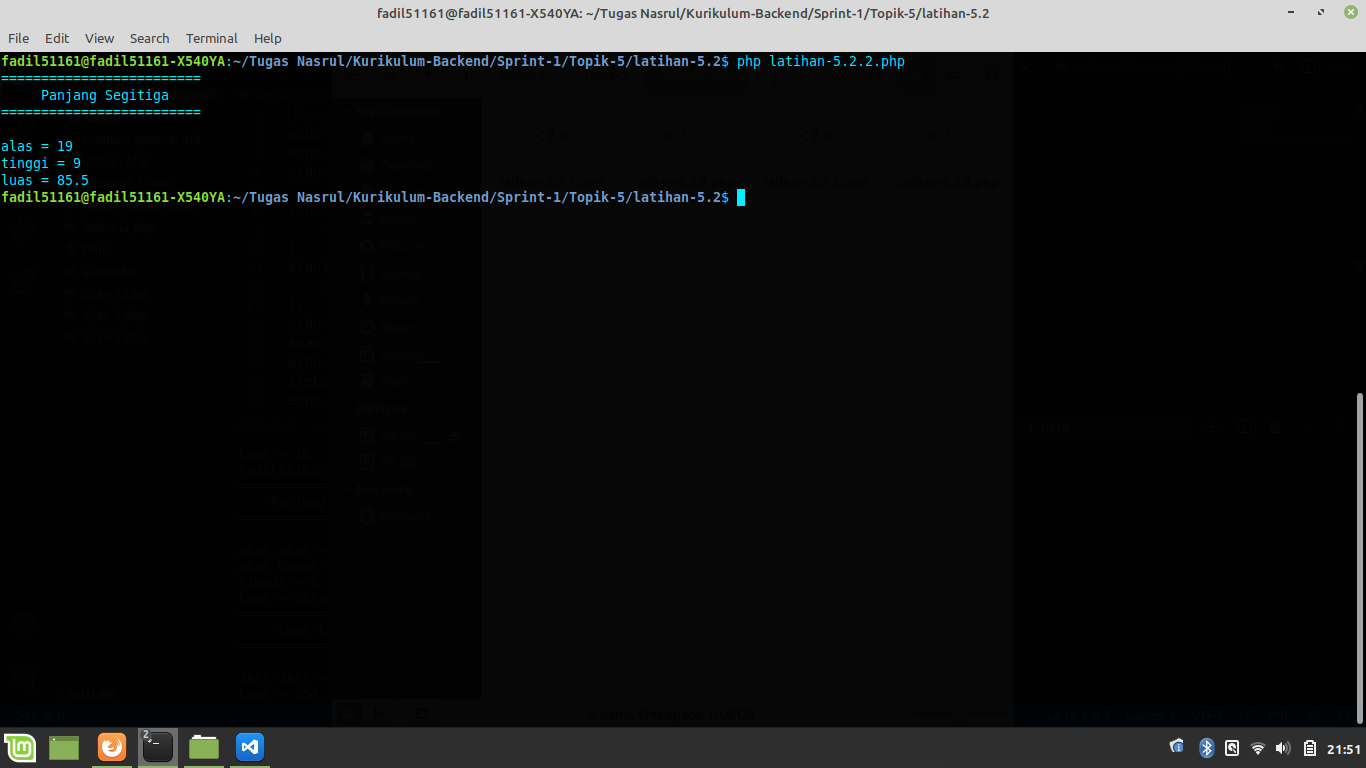 fadil51161@fadil51161-X540YA: ~/Tugas Nasrul/Kurikulum-Backend/Sprint-1/Topik-5/latihan-5.2
File Edit View Search Terminal Help
fadil51161@fadil51161-X540YA:~/Tugas Nasrul/Kurikulum-Backend/Sprint-1/Topik-5/latihan-5.2$ php latihan-5.2.2.php
=========================
Panjang Segitiga
=========================
alas = 19
tinggi = 9
luas = 85.5
fadil51161@fadil51161-X540YA:~/Tugas Nasrul/Kurikulum-Backend/Sprint-1/Topik-5/latihan-5.2$
2
21:51